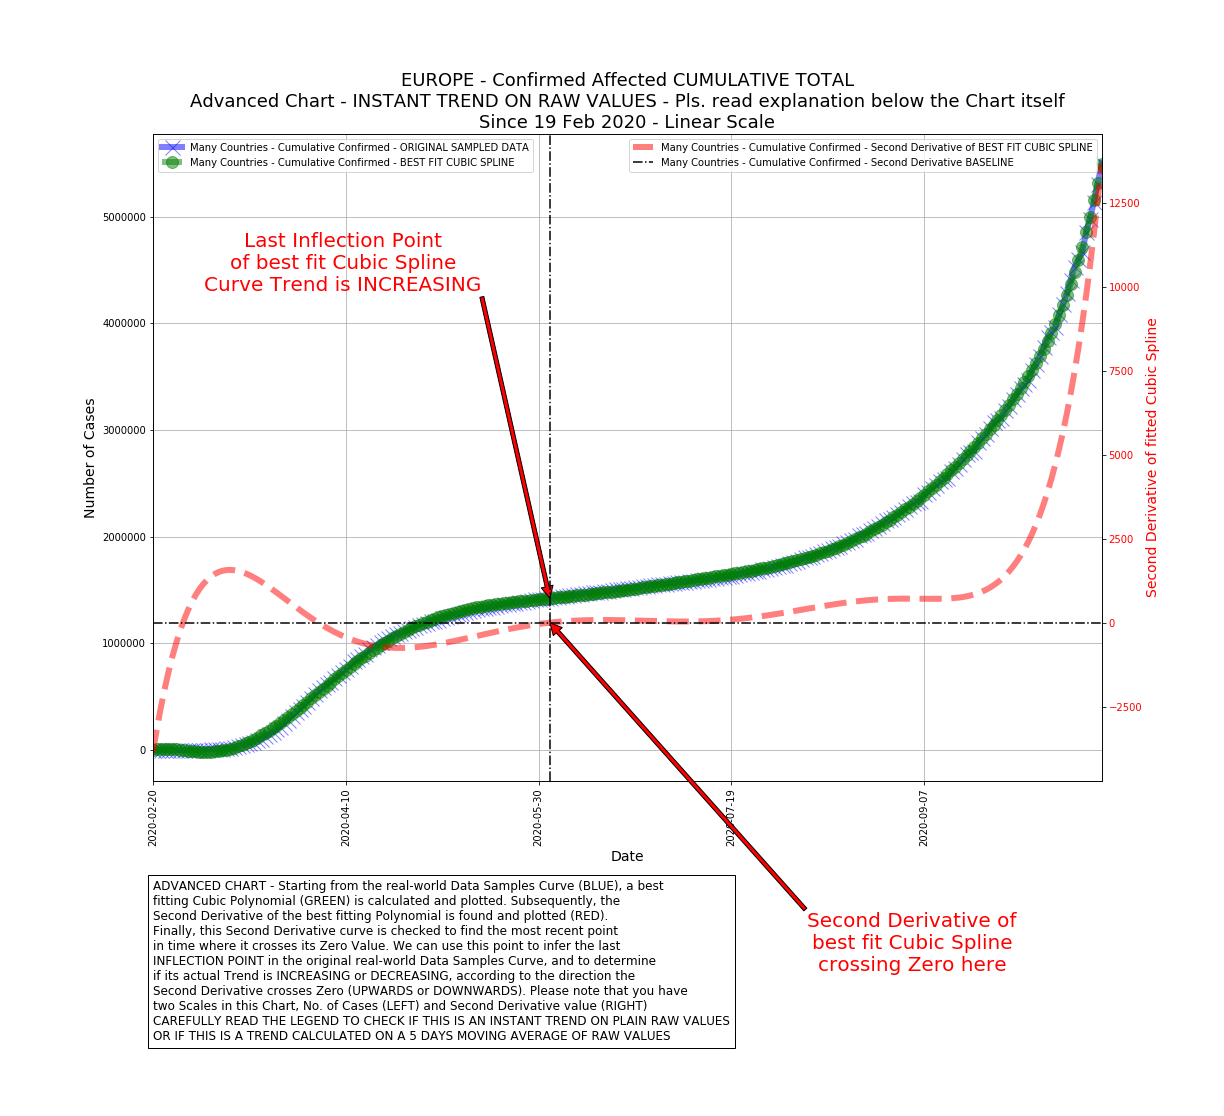 EUROPE - Confirmed Affected CUMULATIVE TOTAL
Advanced Chart - INSTANT TREND ON RAW VALUES - Pls. read explanation below the Chart itself
Since 19 Feb 2020 - Linear Scale
Many Countries - Cumulative Confirmed - ORIGINAL SAMPLED DATA
Many Countries - Cumulative Confirmed - BEST FIT CUBIC SPLINE
Many Countries - Cumulative Confirmed - Second Derivative of BEST FIT CUBIC SPLINE
Many Countries - Cumulative Confirmed - Second Derivative BASELINE
Last Inflection Point
of best fit Cubic Spline
Curve Trend is INCREASING
Number of Cases
5000000
4000000
3000000
2000000
1000000
0
12500
10000
7500
5000
2500
0
−2500
Second Derivative of fitted Cubic Spline
2020-02-20
2020-04-10
2020-05-30
2020-07-19
2020-09-07
Date
ADVANCED CHART - Starting from the real-world Data Samples Curve (BLUE), a best
fitting Cubic Polynomial (GREEN) is calculated and plotted. Subsequently, the
Second Derivative of the best fitting Polynomial is found and plotted (RED).
Finally, this Second Derivative curve is checked to find the most recent point
in time where it crosses its Zero Value. We can use this point to infer the last
INFLECTION POINT in the original real-world Data Samples Curve, and to determine
if its actual Trend is INCREASING or DECREASING, according to the direction the
Second Derivative crosses Zero (UPWARDS or DOWNWARDS). Please note that you have
two Scales in this Chart, No. of Cases (LEFT) and Second Derivative value (RIGHT)
CAREFULLY READ THE LEGEND TO CHECK IF THIS IS AN INSTANT TREND ON PLAIN RAW VALUES
OR IF THIS IS A TREND CALCULATED ON A 5 DAYS MOVING AVERAGE OF RAW VALUES
Second Derivative of
best fit Cubic Spline
crossing Zero here